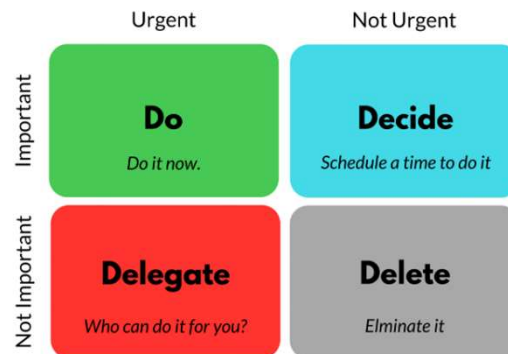 Urgent
Not Urgent
Important
Do
Do it now.
Decide
Schedule a time to do it
Not Important
Delegate
Who can do it for you?
Delete
Elminate it